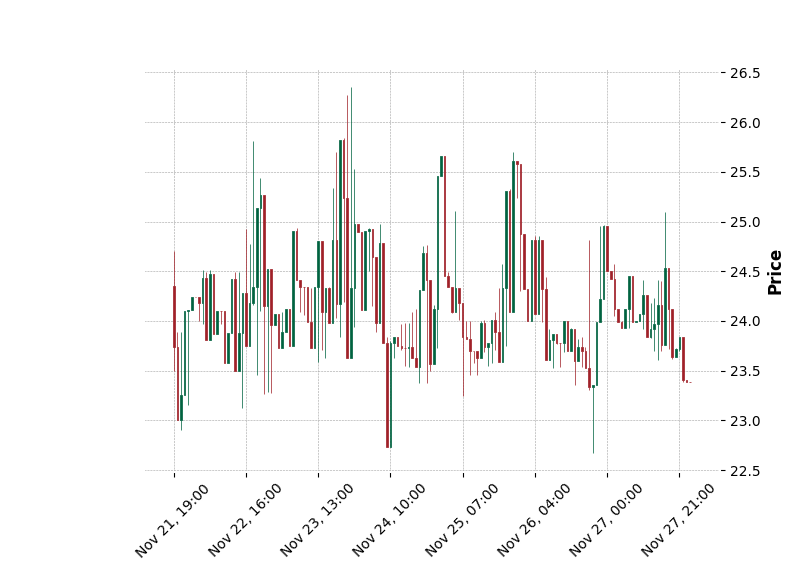 26.5
26.0
25.5
25.0
24.5
24.0
23.5
23.0
22.5
Price
Nov 21, 19:00
Nov 22, 16:00
Nov 23, 13:00
Nov 24, 10:00
Nov 25, 07:00
Nov 26, 04:00
Nov 27, 00:00
Nov 27, 21:00